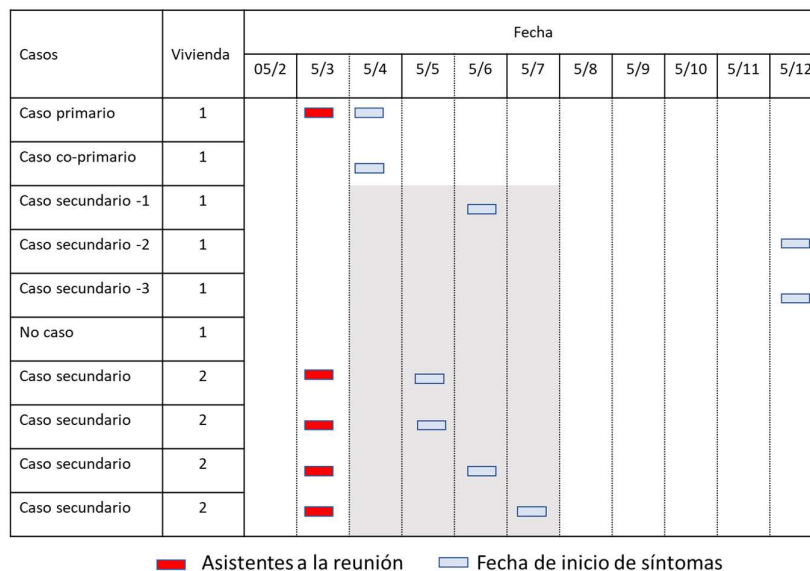 Casos Vivienda Fecha
05/2 5/3 5/4 5/5 5/6 5/7 5/8 5/9 5/10 5/11 5/12
Caso primario 1
Caso co-primario 1
Caso secundario -1 1
Caso secundario -2 1
Caso secundario -3 1
No caso 1
Caso secundario 2
Caso secundario 2
Caso secundario 2
Caso secundario 2
Asistentes a la reunión Fecha de inicio de síntomas